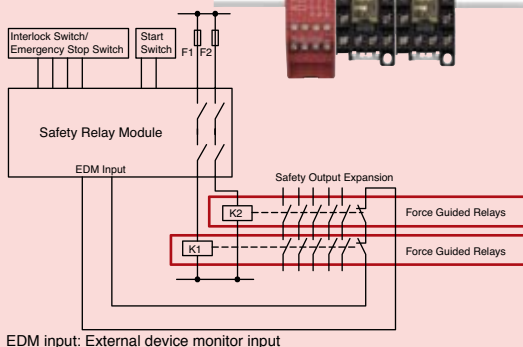 Interlock Switch/
Emergency Stop Switch
Start
Switch
F1 F2
Safety Relay Module
EDM Input
Safety Output Expansion
K2
Force Guided Relays
K1
Force Guided Relays
EDM input: External device monitor input